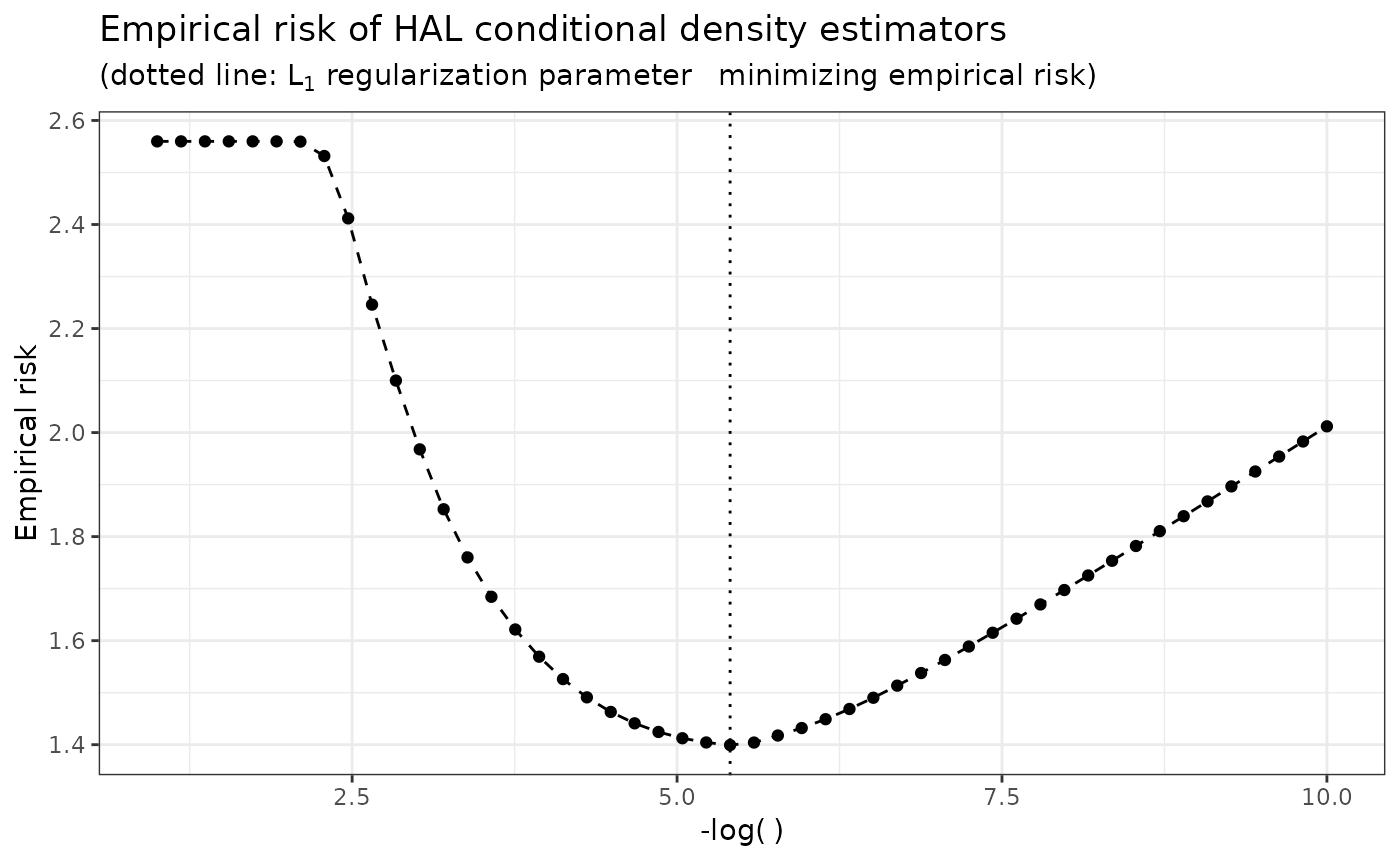 Empirical risk of HAL conditional density estimators
(dotted line: L₁ regularization parameter   minimizing empirical risk)
2.6
2.4
2.2
2.0
1.8
1.6
1.4
Empirical risk
2.5 5.0 7.5 10.0
-log( )